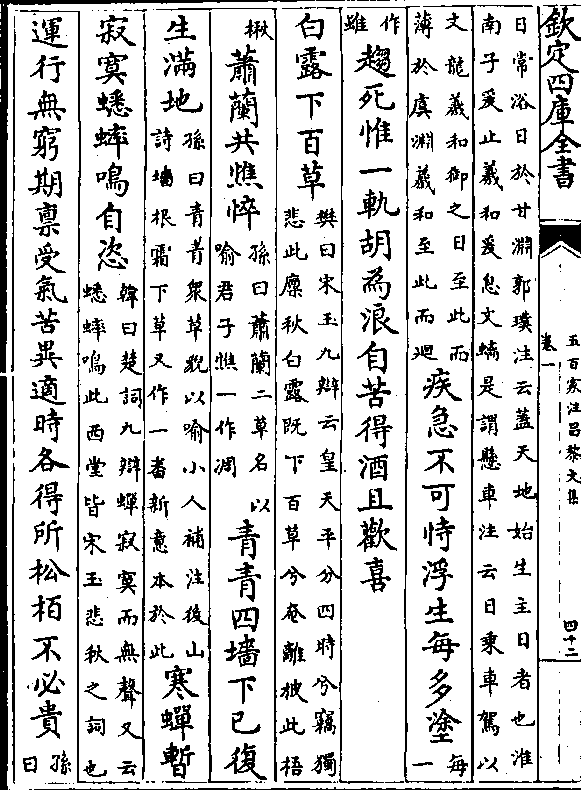 欽定四庫全書
五百家注昌黎文集
卷一
四十二
日常浴日於甘淵郭璞注云蓋天地始生主日者也淮
南子爰止羲和爰息六螭是謂懸車注云日乗車駕以
六龍羲和御之日至此而
薄於虞淵羲和至此而迴
疾急不可恃浮生每多塗
每
一
作
雖
趨死惟一軌胡為浪自苦得酒且歡喜
白露下百草
樊曰宋玉九辯云皇天平分四時兮竊獨
悲此廩秋白露既下百草兮奄離披此梧
楸
蕭蘭共憔悴
孫曰蕭蘭二草名以
喻君子憔一作凋
青青四墻下已復
生滿地
孫曰青青衆草貌以喻小人補注後山
詩墻根霜下草又作一畨新意本於此
寒蟬暫
寂寞蟋蟀鳴自恣
韓曰楚詞九辯蟬寂寞而無聲又云
蟋蟀鳴此西堂皆宋玉悲秋之詞也
運行無窮期稟受氣苦異適時各得所松栢不必貴
孫
曰